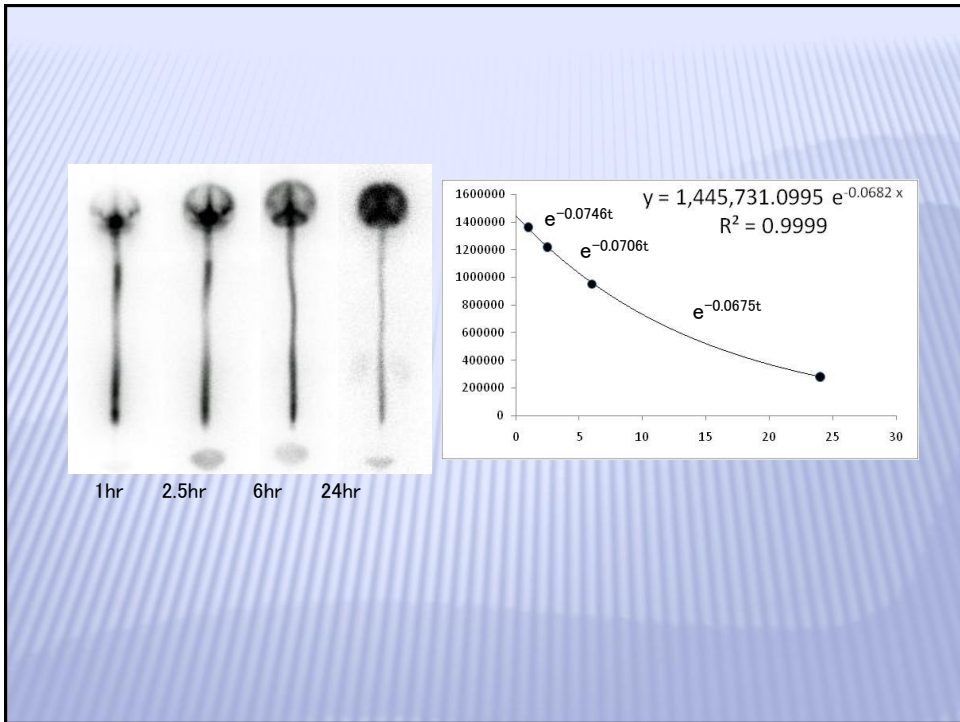 1hr 2.5hr 6hr 24hr
y = 1,445,731.0995 e^-0.0682 x
R² = 0.9999
e^-0.0746t
e^-0.0706t
e^-0.0675t
1600000
1400000
1200000
1000000
800000
600000
400000
200000
0
0 5 10 15 20 25 30